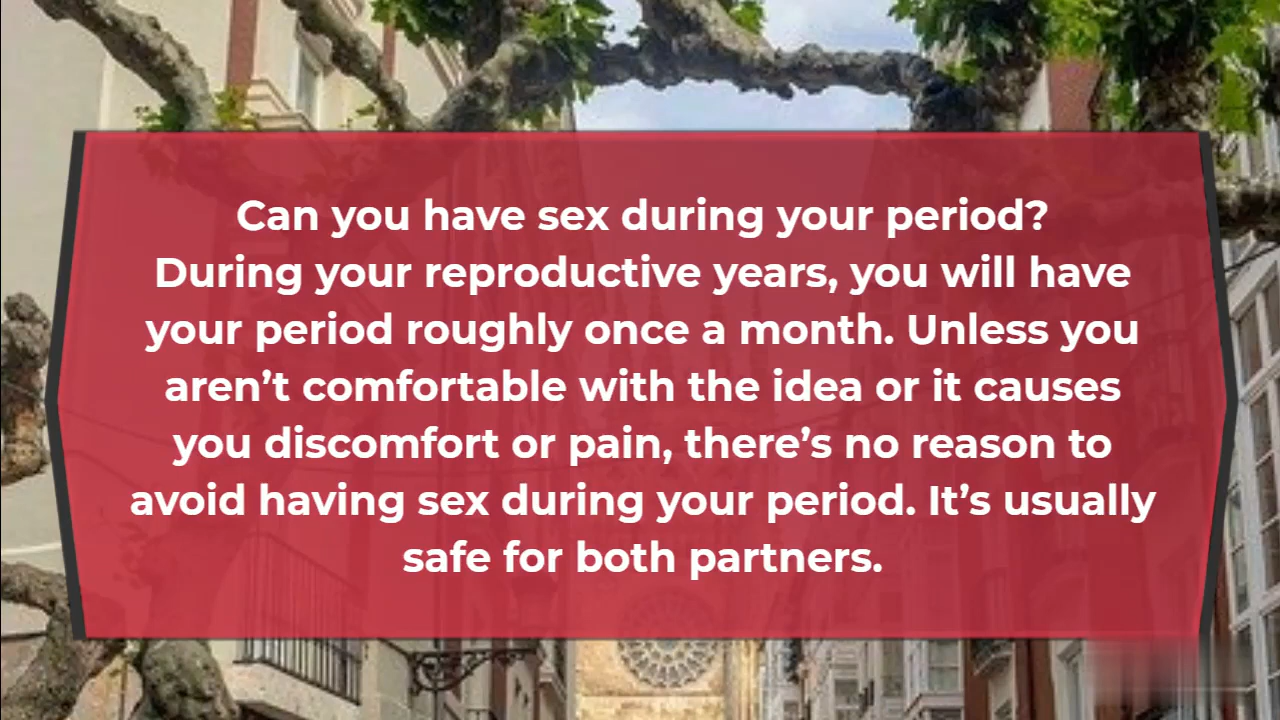 Can you have sex during your period?
During your reproductive years, you will have
your period roughly once a month. Unless you
aren’t comfortable with the idea or it causes
you discomfort or pain, there’s no reason to
avoid having sex during your period. It’s usually
safe for both partners.